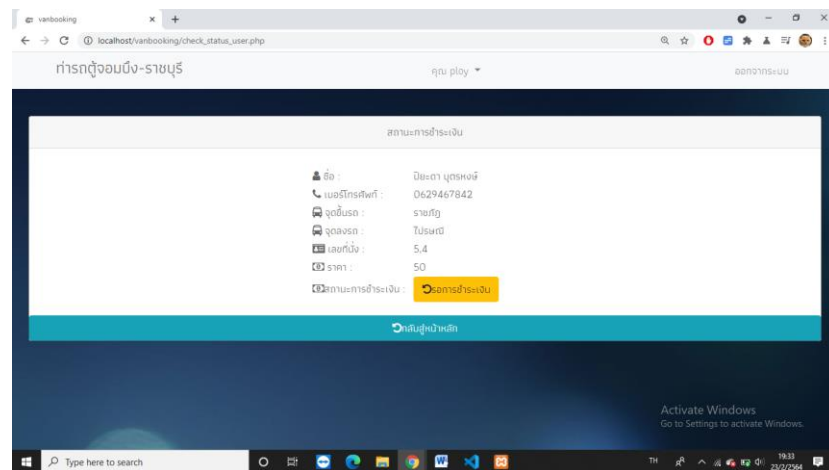 vanbooking
localhost/vanbooking/check_status_user.php
ท่ารถตู้จอมบึง-ราชบุรี
คุณ ploy
ออกจากระบบ
สถานะการชำระเงิน
ชื่อ : ปิยะดา บุตรหงษ์
เบอร์โทรศัพท์ : 0629467842
จุดขึ้นรถ : ราชภัฏ
จุดลงรถ : ไปรษณี
เลขที่นั่ง : 5,4
ราคา : 50
สถานะการชำระเงิน : รอการชำระเงิน
กลับสู่หน้าหลัก
Activate Windows
Go to Settings to activate Windows.
Type here to search
TH
19:33
23/2/2564